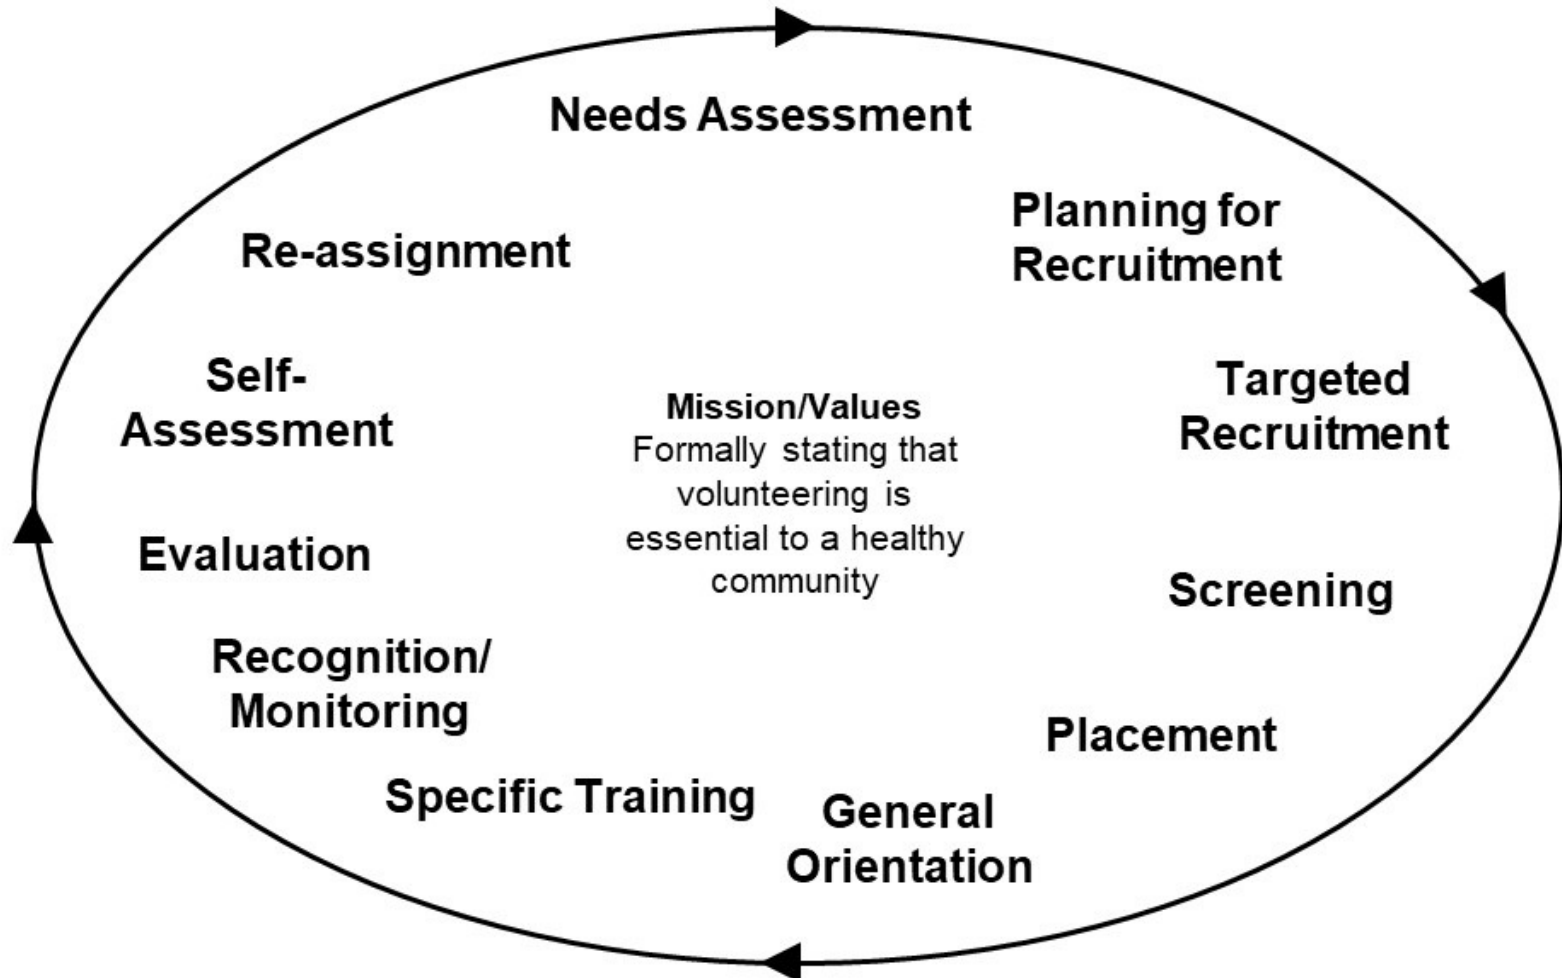 Needs Assessment
Planning for
Recruitment
Targeted
Recruitment
Screening
Placement
General
Orientation
Specific Training
Recognition/
Monitoring
Evaluation
Self-
Assessment
Re-assignment
Mission/Values
Formally stating that
volunteering is
essential to a healthy
community